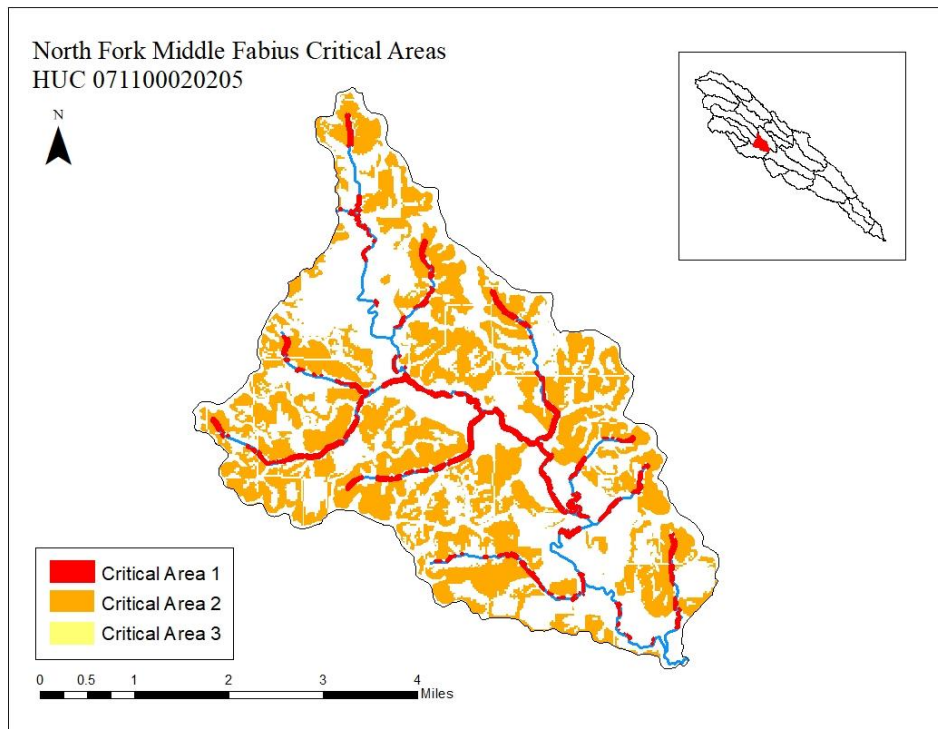 North Fork Middle Fabius Critical Areas
HUC 071100020205
N
Critical Area 1
Critical Area 2
Critical Area 3
0 0.5 1 2 3 4 Miles